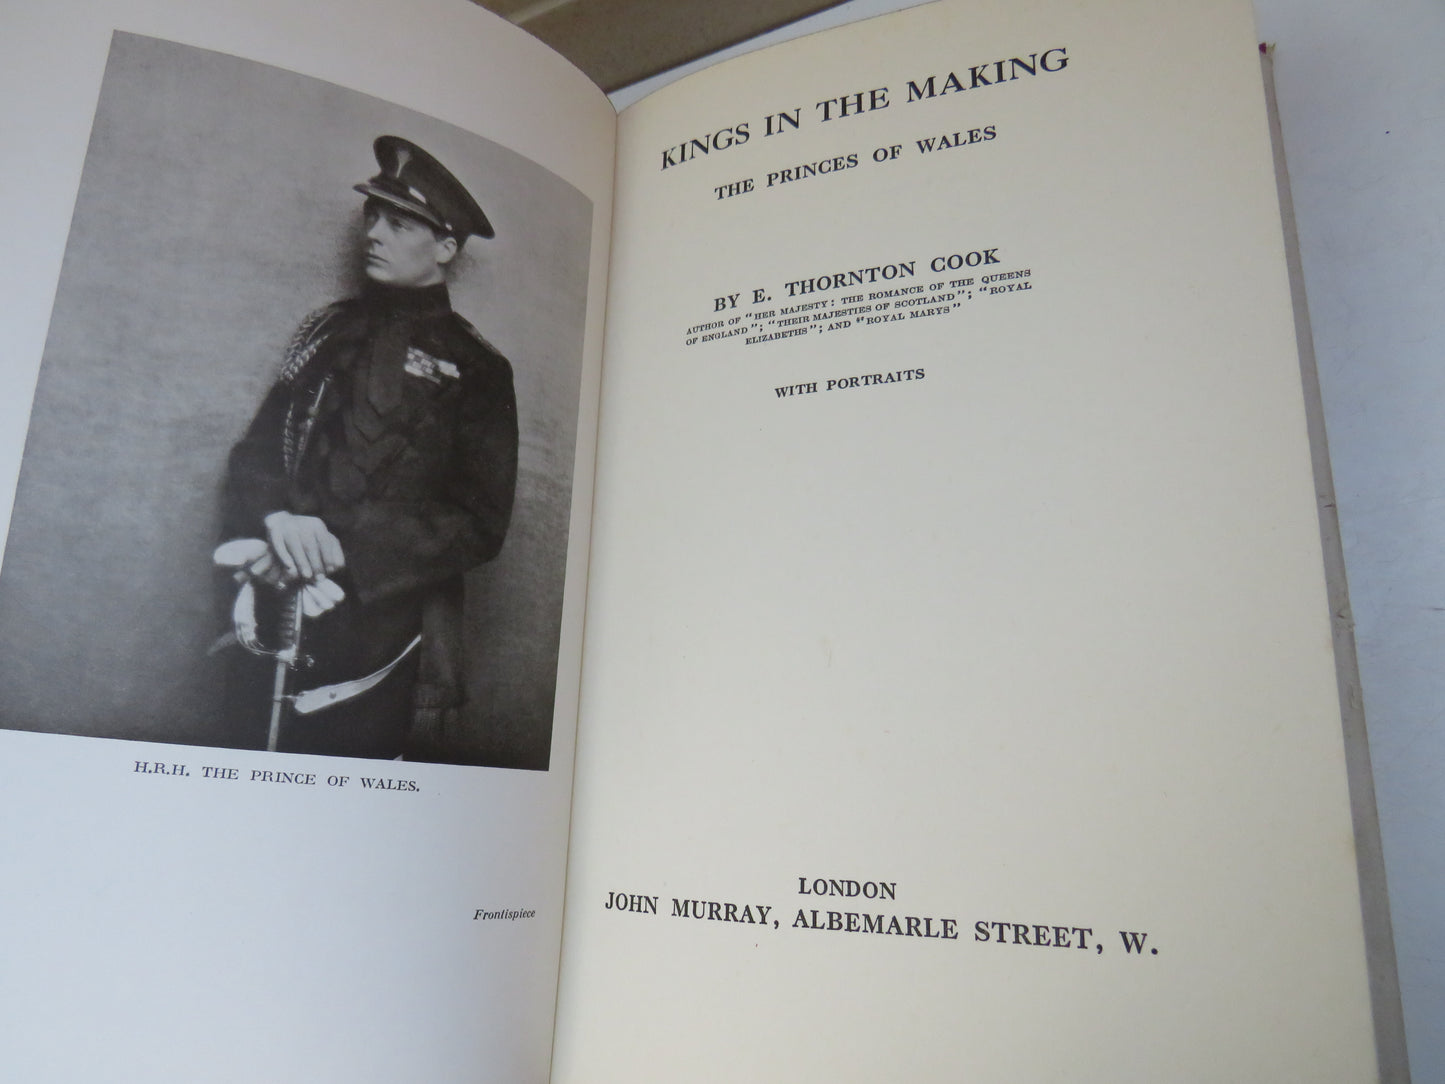 H.R.H. THE PRINCE OF WALES.
Frontispiece
KINGS IN THE MAKING
THE PRINCES OF WALES
BY E. THORNTON COOK
AUTHOR OF "HER MAJESTY: THE ROMANCE OF THE QUEENS
OF ENGLAND"; "THEIR MAJESTIES OF SCOTLAND"; "ROYAL
ELIZABETHS"; AND "ROYAL MARYS"
WITH PORTRAITS
LONDON
JOHN MURRAY, ALBEMARLE STREET, W.